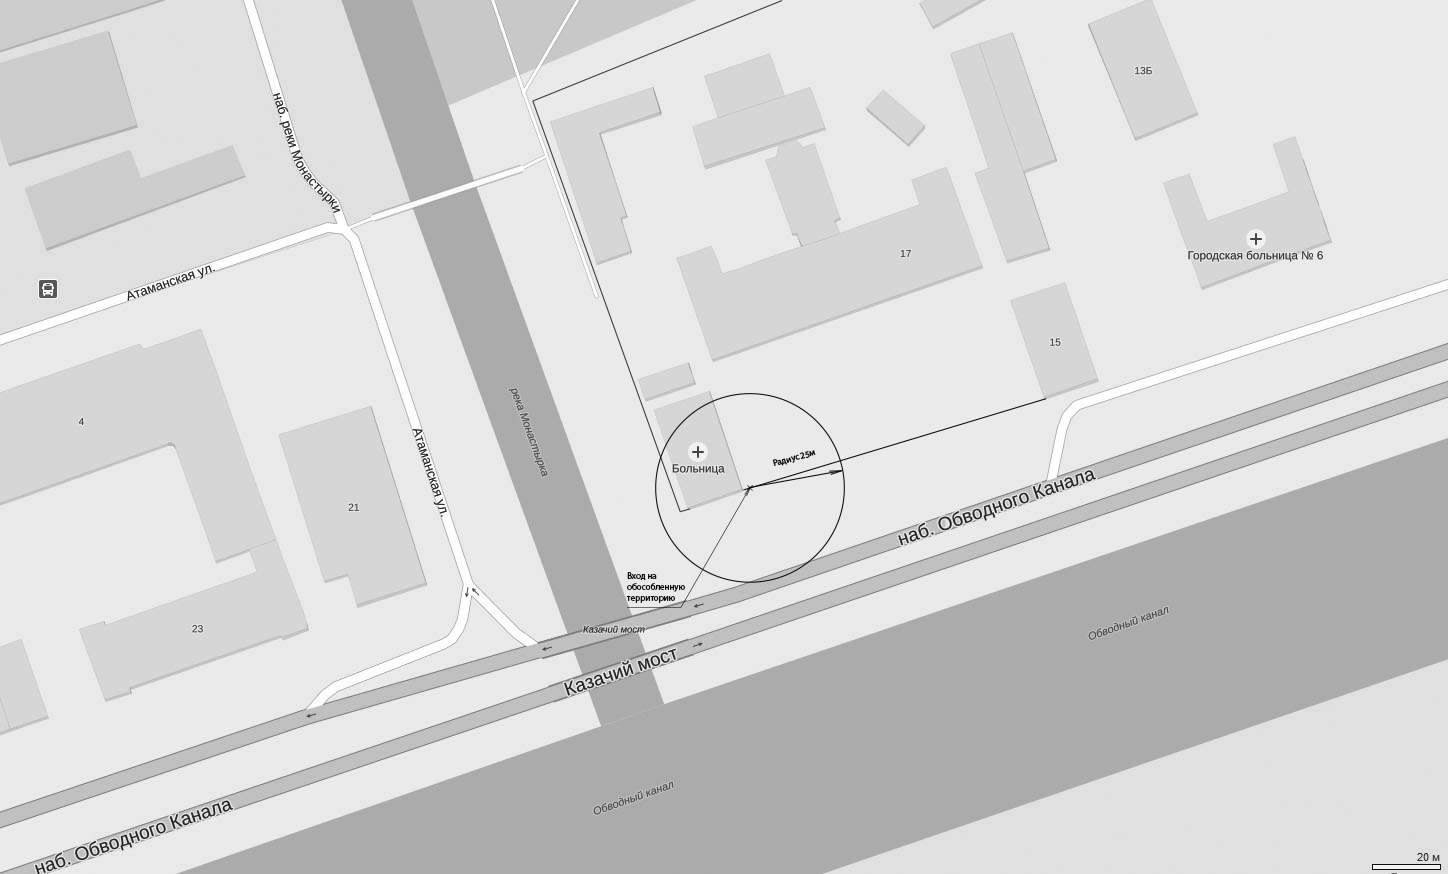 13Б
наб. реки Монастырки
17
Городская больница № 6
Атаманская ул.
15
4
река Монастырка
Атаманская ул.
Больница
Радиус 25м
21
наб. Обводного Канала
Вход на
обособленную
территорию
23
Казачий мост
Обводный канал
Казачий мост
Обводный канал
наб. Обводного Канала
20 м